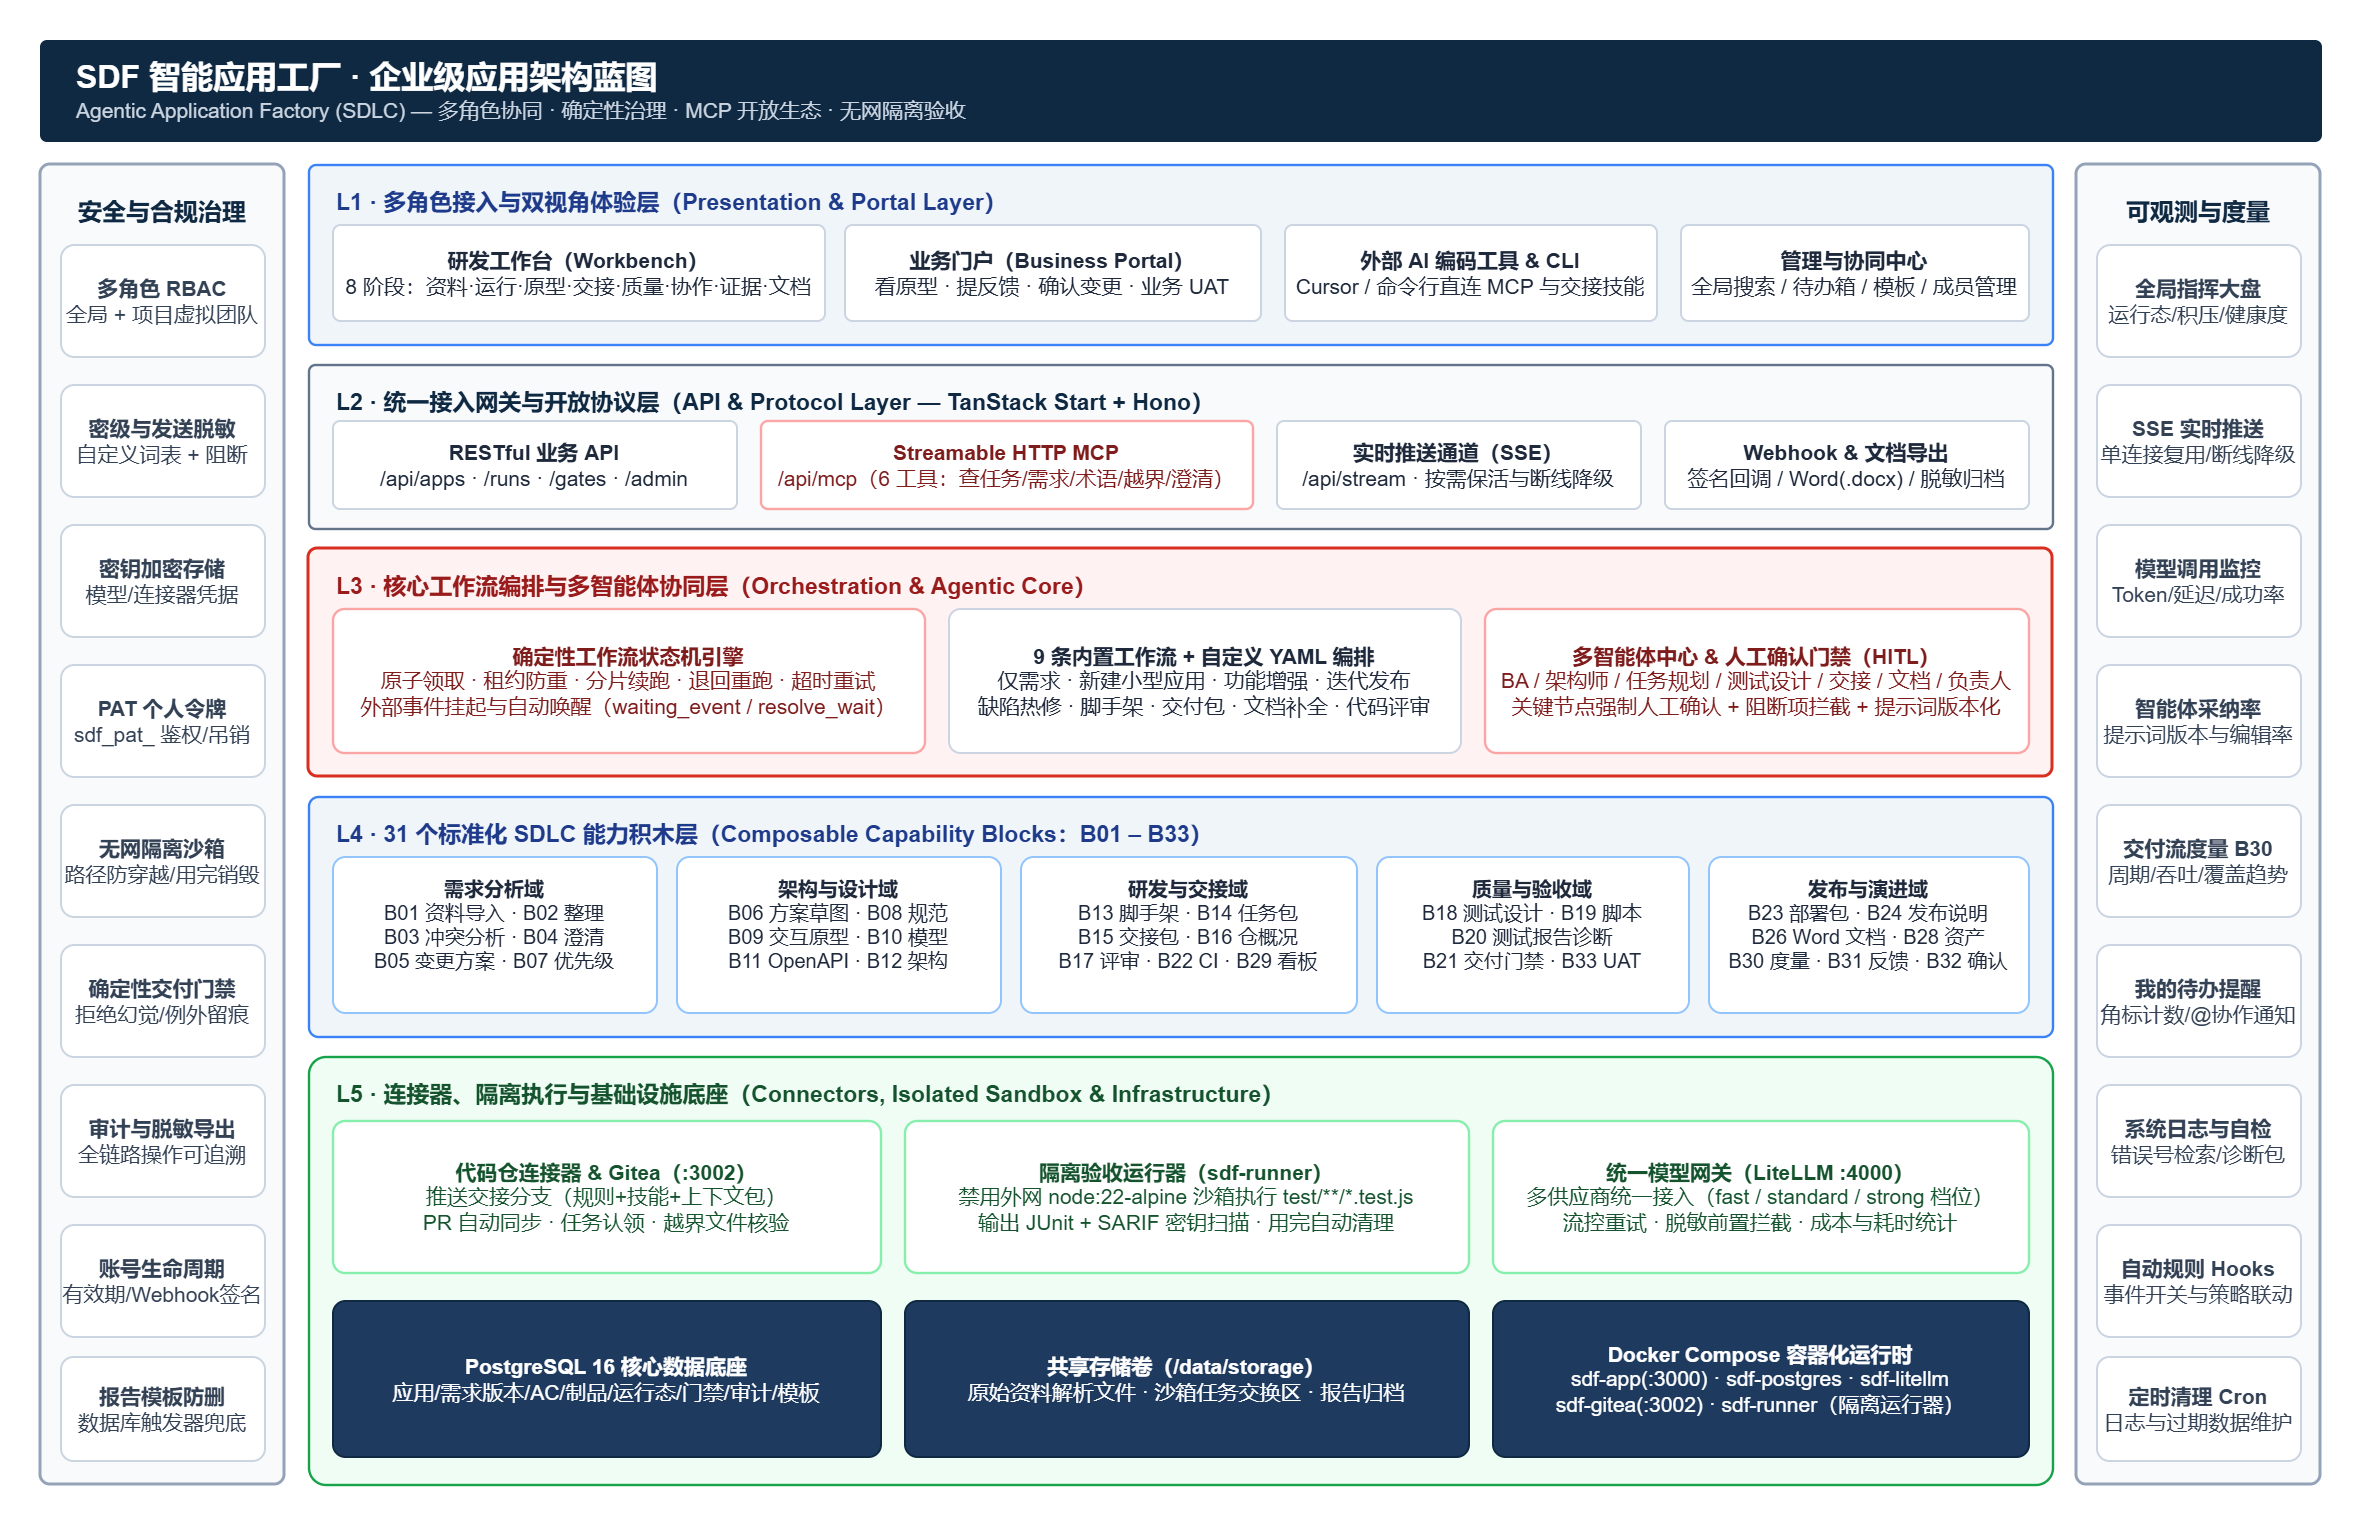 SDF 智能应用工厂 · 企业级应用架构蓝图
Agentic Application Factory (SDLC) — 多角色协同 · 确定性治理 · MCP 开放生态 · 无网隔离验收
安全与合规治理
多角色 RBAC
全局 + 项目虚拟团队
密级与发送脱敏
自定义词表 + 阻断
密钥加密存储
模型/连接器凭据
PAT 个人令牌
sdf_pat_ 鉴权/吊销
无网隔离沙箱
路径防穿越/用完销毁
确定性交付门禁
拒绝幻觉/例外留痕
审计与脱敏导出
全链路操作可追溯
账号生命周期
有效期/Webhook签名
报告模板防删
数据库触发器兜底
L1 · 多角色接入与双视角体验层（Presentation & Portal Layer）
研发工作台（Workbench）
8 阶段：资料·运行·原型·交接·质量·协作·证据·文档
业务门户（Business Portal）
看原型 · 提反馈 · 确认变更 · 业务 UAT
外部 AI 编码工具 & CLI
Cursor / 命令行直连 MCP 与交接技能
管理与协同中心
全局搜索 / 待办箱 / 模板 / 成员管理
L2 · 统一接入网关与开放协议层（API & Protocol Layer — TanStack Start + Hono）
RESTful 业务 API
/api/apps · /runs · /gates · /admin
Streamable HTTP MCP
/api/mcp（6 工具：查任务/需求/术语/越界/澄清）
实时推送通道（SSE）
/api/stream · 按需保活与断线降级
Webhook & 文档导出
签名回调 / Word(.docx) / 脱敏归档
L3 · 核心工作流编排与多智能体协同层（Orchestration & Agentic Core）
确定性工作流状态机引擎
原子领取 · 租约防重 · 分片续跑 · 退回重跑 · 超时重试
外部事件挂起与自动唤醒（waiting_event / resolve_wait）
9 条内置工作流 + 自定义 YAML 编排
仅需求 · 新建小型应用 · 功能增强 · 迭代发布
缺陷热修 · 脚手架 · 交付包 · 文档补全 · 代码评审
多智能体中心 & 人工确认门禁（HITL）
BA / 架构师 / 任务规划 / 测试设计 / 交接 / 文档 / 负责人
关键节点强制人工确认 + 阻断项拦截 + 提示词版本化
L4 · 31 个标准化 SDLC 能力积木层（Composable Capability Blocks：B01 – B33）
需求分析域
B01 资料导入 · B02 整理
B03 冲突分析 · B04 澄清
B05 变更方案 · B07 优先级
架构与设计域
B06 方案草图 · B08 规范
B09 交互原型 · B10 模型
B11 OpenAPI · B12 架构
研发与交接域
B13 脚手架 · B14 任务包
B15 交接包 · B16 仓概况
B17 评审 · B22 CI · B29 看板
质量与验收域
B18 测试设计 · B19 脚本
B20 测试报告诊断
B21 交付门禁 · B33 UAT
发布与演进域
B23 部署包 · B24 发布说明
B26 Word 文档 · B28 资产
B30 度量 · B31 反馈 · B32 确认
L5 · 连接器、隔离执行与基础设施底座（Connectors, Isolated Sandbox & Infrastructure）
代码仓连接器 & Gitea（:3002）
推送交接分支（规则+技能+上下文包）
PR 自动同步 · 任务认领 · 越界文件核验
隔离验收运行器（sdf-runner）
禁用外网 node:22-alpine 沙箱执行 test/**/*.test.js
输出 JUnit + SARIF 密钥扫描 · 用完自动清理
统一模型网关（LiteLLM :4000）
多供应商统一接入（fast / standard / strong 档位）
流控重试 · 脱敏前置拦截 · 成本与耗时统计
PostgreSQL 16 核心数据底座
应用/需求版本/AC/制品/运行态/门禁/审计/模板
共享存储卷（/data/storage）
原始资料解析文件 · 沙箱任务交换区 · 报告归档
Docker Compose 容器化运行时
sdf-app(:3000) · sdf-postgres · sdf-litellm
sdf-gitea(:3002) · sdf-runner（隔离运行器）
可观测与度量
全局指挥大盘
运行态/积压/健康度
SSE 实时推送
单连接复用/断线降级
模型调用监控
Token/延迟/成功率
智能体采纳率
提示词版本与编辑率
交付流度量 B30
周期/吞吐/覆盖趋势
我的待办提醒
角标计数/@协作通知
系统日志与自检
错误号检索/诊断包
自动规则 Hooks
事件开关与策略联动
定时清理 Cron
日志与过期数据维护